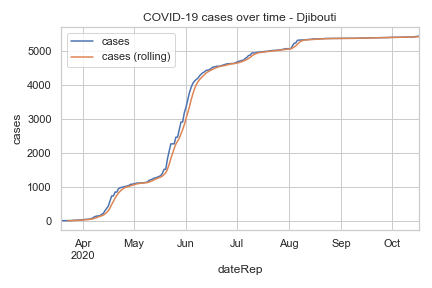 COVID-19 cases over time - Djibouti
cases
cases (rolling)
cases
5000
4000
3000
2000
1000
0
Apr
2020
May
Jun
Jul
Aug
Sep
Oct
dateRep